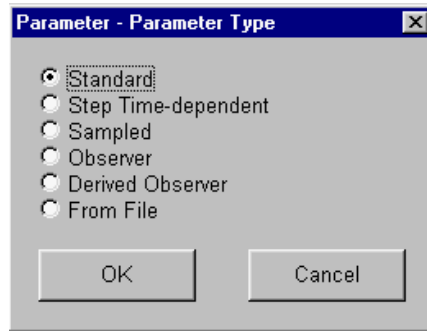 Parameter - Parameter Type
Standard
Step Time-dependent
Sampled
Observer
Derived Observer
From File
OK Cancel